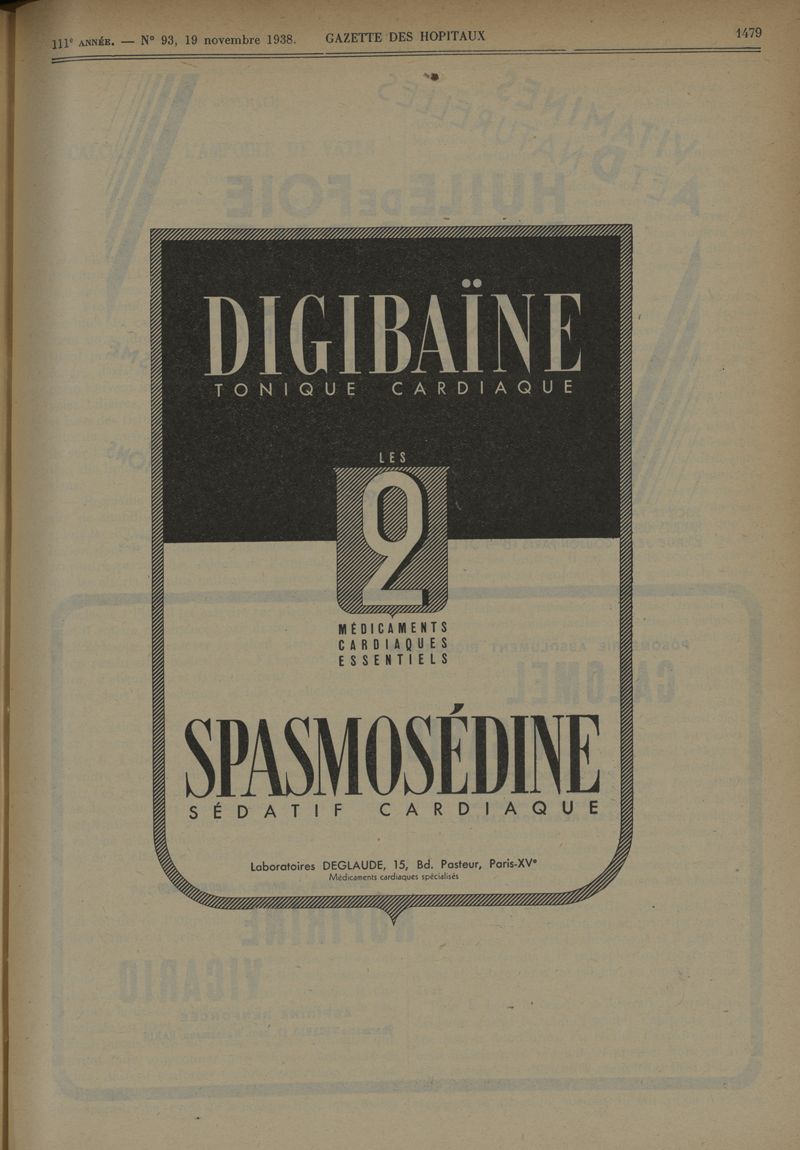 111e ANNÉE. — N° 93, 19 novembre 1938. GAZETTE DES HOPITAUX 1479
DIGIBAÏNE
TONIQUE CARDIAQUE
LES
2
MÉDICAMENTS
CARDIAQUES
ESSENTIELS
SPASMOSÉDINE
SÉDATIF CARDIAQUE
Laboratoires DEGLAUDE, 15, Bd. Pasteur, Paris-XVe
Médicaments cardiaques spécialisés